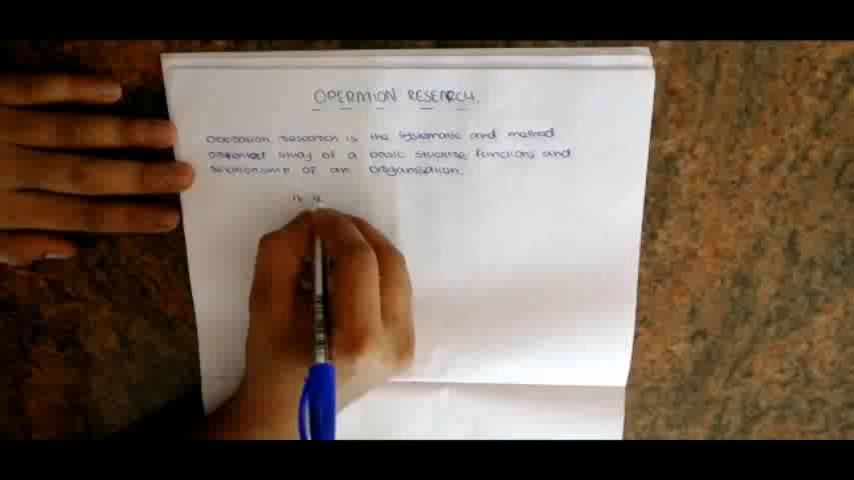 OPERATION RESEARCH.
Operation research is the systematic and method
oriented study of a basic structure, functions and
relationship of an organisation.